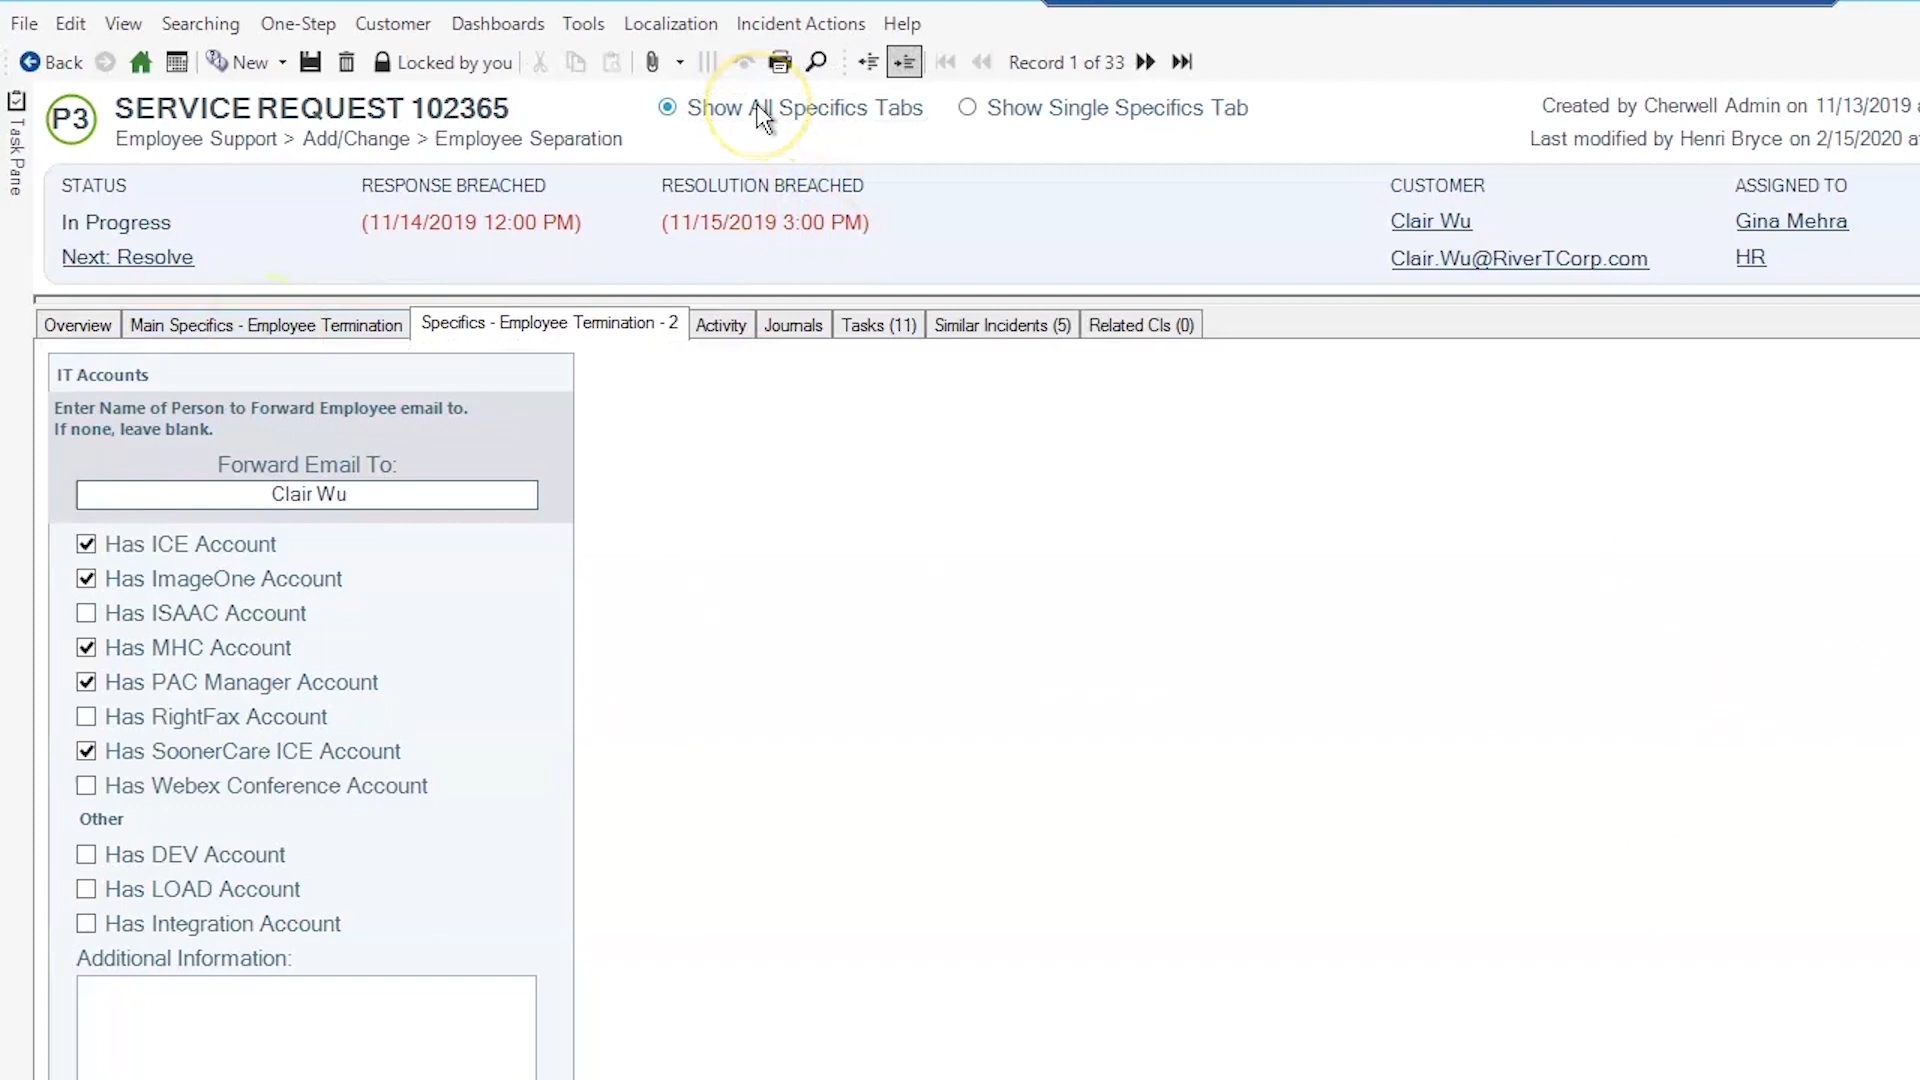 File Edit View Searching One-Step Customer Dashboards Tools Localization Incident Actions Help
Back New Locked by you Record 1 of 33
Task Pane
P3
SERVICE REQUEST 102365
Show All Specifics Tabs Show Single Specifics Tab
Created by Cherwell Admin on 11/13/2019
Employee Support > Add/Change > Employee Separation
Last modified by Henri Bryce on 2/15/2020
STATUS RESPONSE BREACHED RESOLUTION BREACHED CUSTOMER ASSIGNED TO
In Progress (11/14/2019 12:00 PM) (11/15/2019 3:00 PM) Clair Wu Gina Mehra
Next: Resolve Clair.Wu@RiverTCorp.com HR
Overview Main Specifics - Employee Termination Specifics - Employee Termination - 2 Activity Journals Tasks (11) Similar Incidents (5) Related CIs (0)
IT Accounts
Enter Name of Person to Forward Employee email to.
If none, leave blank.
Forward Email To:
Clair Wu
Has ICE Account
Has ImageOne Account
Has ISAAC Account
Has MHC Account
Has PAC Manager Account
Has RightFax Account
Has SoonerCare ICE Account
Has Webex Conference Account
Other
Has DEV Account
Has LOAD Account
Has Integration Account
Additional Information: